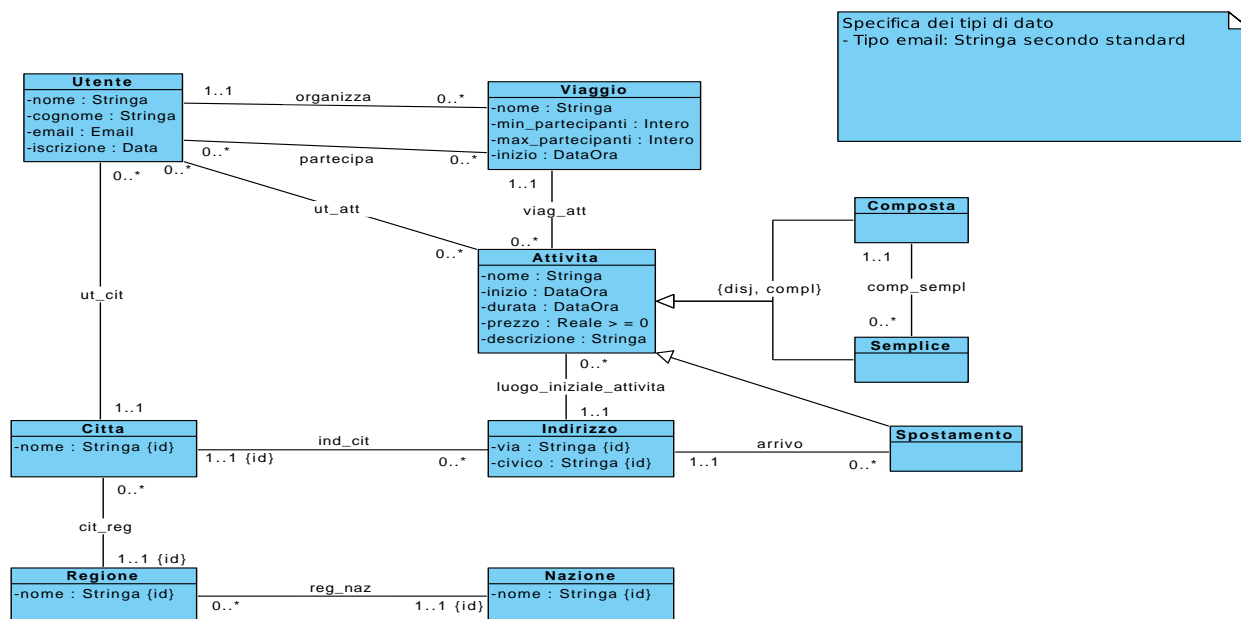 Specifica dei tipi di dato
- Tipo email: Stringa secondo standard
Utente
-nome : Stringa
-cognome : Stringa
-email : Email
-iscrizione : Data
1..1
organizza
0..*
0..*
partecipa
0..*
Viaggio
-nome : Stringa
-min_partecipanti : Intero
-max_partecipanti : Intero
-inizio : DataOra
0..*
0..*
ut_att
0..*
1..1
viag_att
0..*
Attivita
-nome : Stringa
-inizio : DataOra
-durata : DataOra
-prezzo : Reale > = 0
-descrizione : Stringa
{disj, compl}
Composta
1..1
comp_sempl
0..*
Semplice
ut_cit
1..1
0..*
luogo_iniziale_attivita
1..1
Citta
-nome : Stringa {id}
ind_cit
1..1 {id}
0..*
Indirizzo
-via : Stringa {id}
-civico : Stringa {id}
arrivo
1..1
0..*
Spostamento
0..*
cit_reg
1..1 {id}
Regione
-nome : Stringa {id}
reg_naz
0..*
1..1 {id}
Nazione
-nome : Stringa {id}